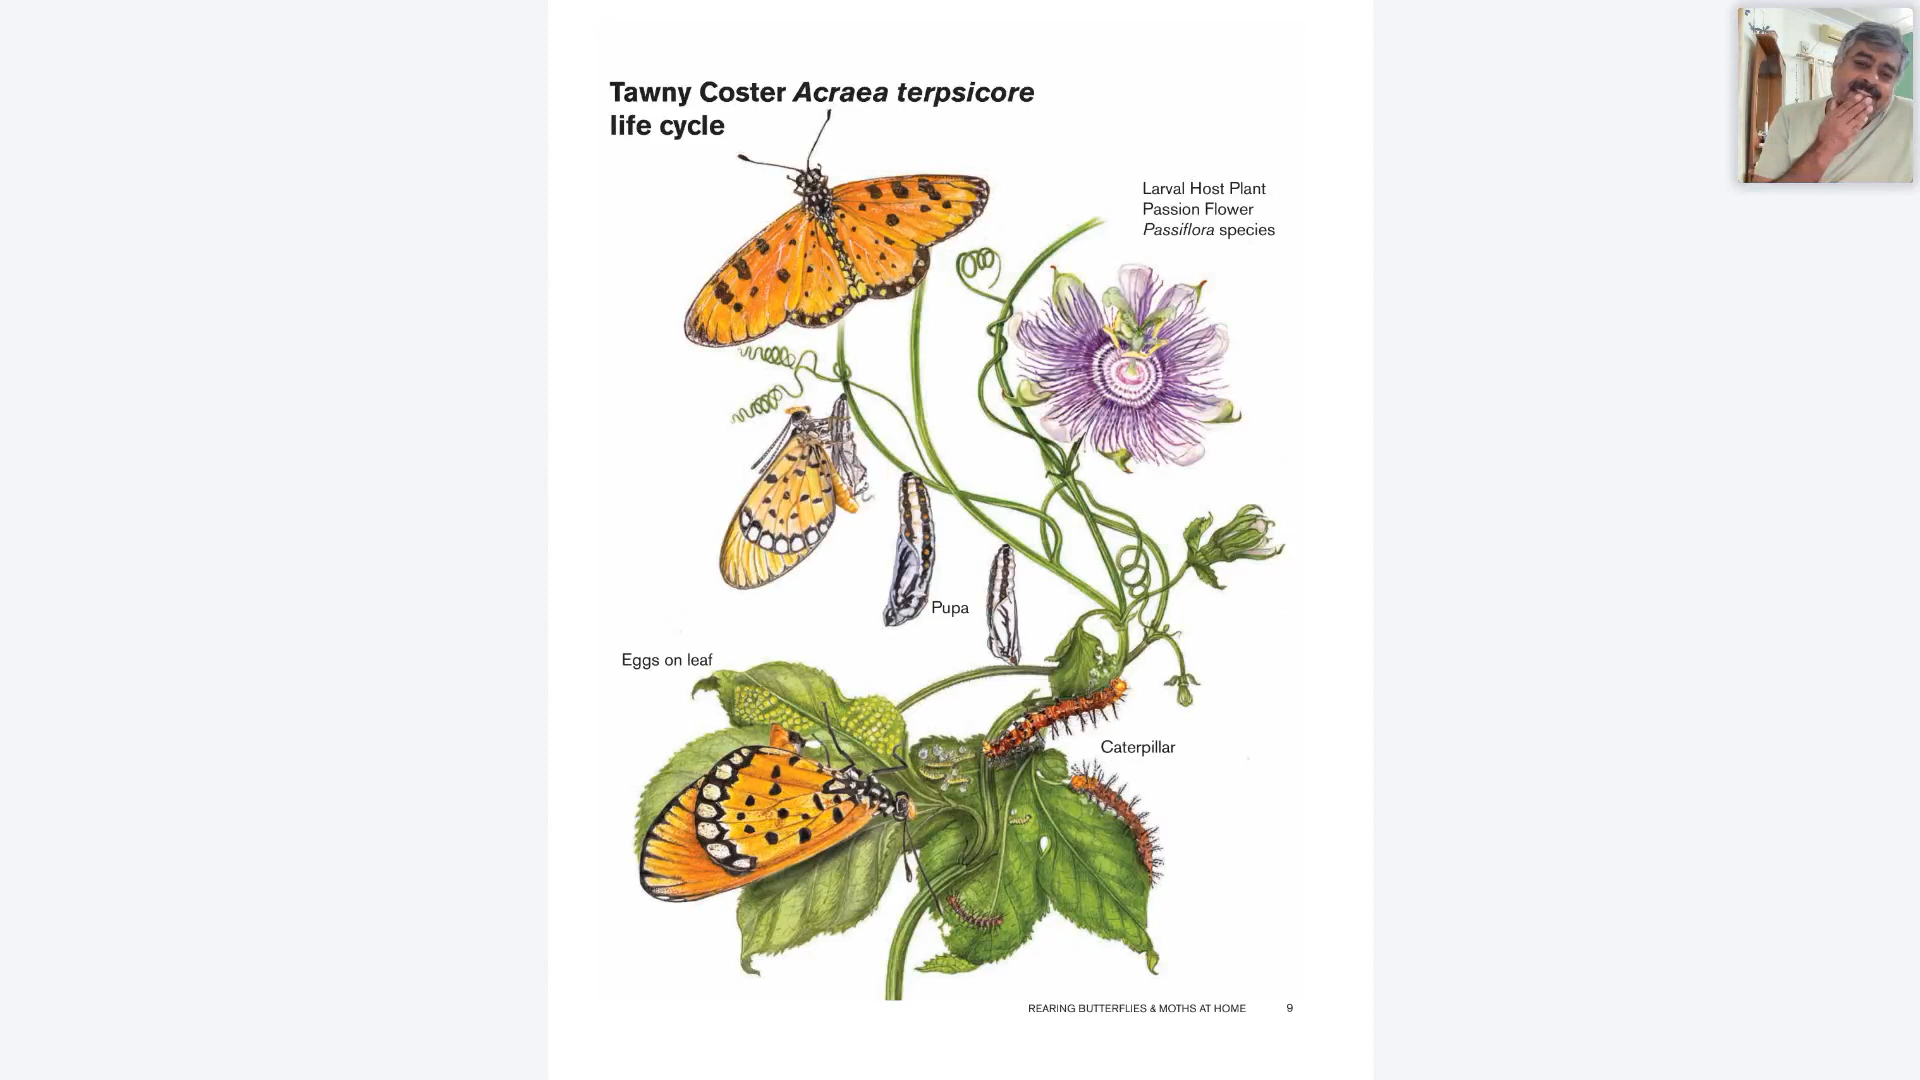 Tawny Coster Acraea terpsicore
life cycle
Larval Host Plant
Passion Flower
Passiflora species
Pupa
Eggs on leaf
Caterpillar
REARING BUTTERFLIES & MOTHS AT HOME 9